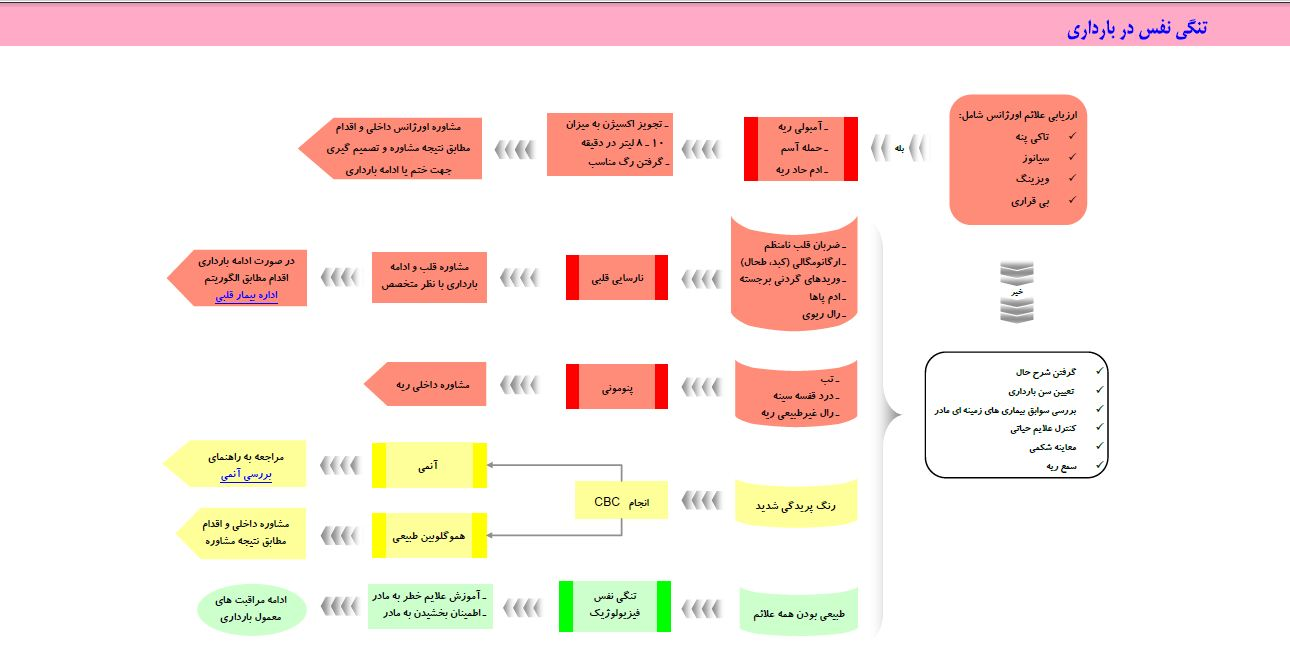 تنگی نفس در بارداری
ارزیابی علائم اورژانس شامل:
✓ تاکی پنه
✓ سیانوز
✓ ویزینگ
✓ بی قراری
بله
ـ آمبولی ریه
ـ حمله آسم
ـ ادم حاد ریه
ـ تجویز اکسیژن به میزان
۱۰ ـ ۸ لیتر در دقیقه
ـ گرفتن رگ مناسب
مشاوره اورژانس داخلی و اقدام
مطابق نتیجه مشاوره و تصمیم گیری
جهت ختم یا ادامه بارداری
خیر
✓ گرفتن شرح حال
✓ تعیین سن بارداری
✓ بررسی سوابق بیماری های زمینه ای مادر
✓ کنترل علایم حیاتی
✓ معاینه شکمی
✓ سمع ریه
ـ ضربان قلب نامنظم
ـ ارگانومگالی (کبد، طحال)
ـ وریدهای گردنی برجسته
ـ ادم پاها
ـ رال ریوی
نارسایی قلبی
مشاوره قلب و ادامه
بارداری با نظر متخصص
در صورت ادامه بارداری
اقدام مطابق الگوریتم
اداره بیمار قلبی
ـ تب
ـ درد قفسه سینه
ـ رال غیرطبیعی ریه
پنومونی
مشاوره داخلی ریه
رنگ پریدگی شدید
انجام CBC
آنمی
مراجعه به راهنمای
بررسی آنمی
هموگلوبین طبیعی
مشاوره داخلی و اقدام
مطابق نتیجه مشاوره
طبیعی بودن همه علائم
تنگی نفس
فیزیولوژیک
ـ آموزش علایم خطر به مادر
ـ اطمینان بخشیدن به مادر
ادامه مراقبت های
معمول بارداری